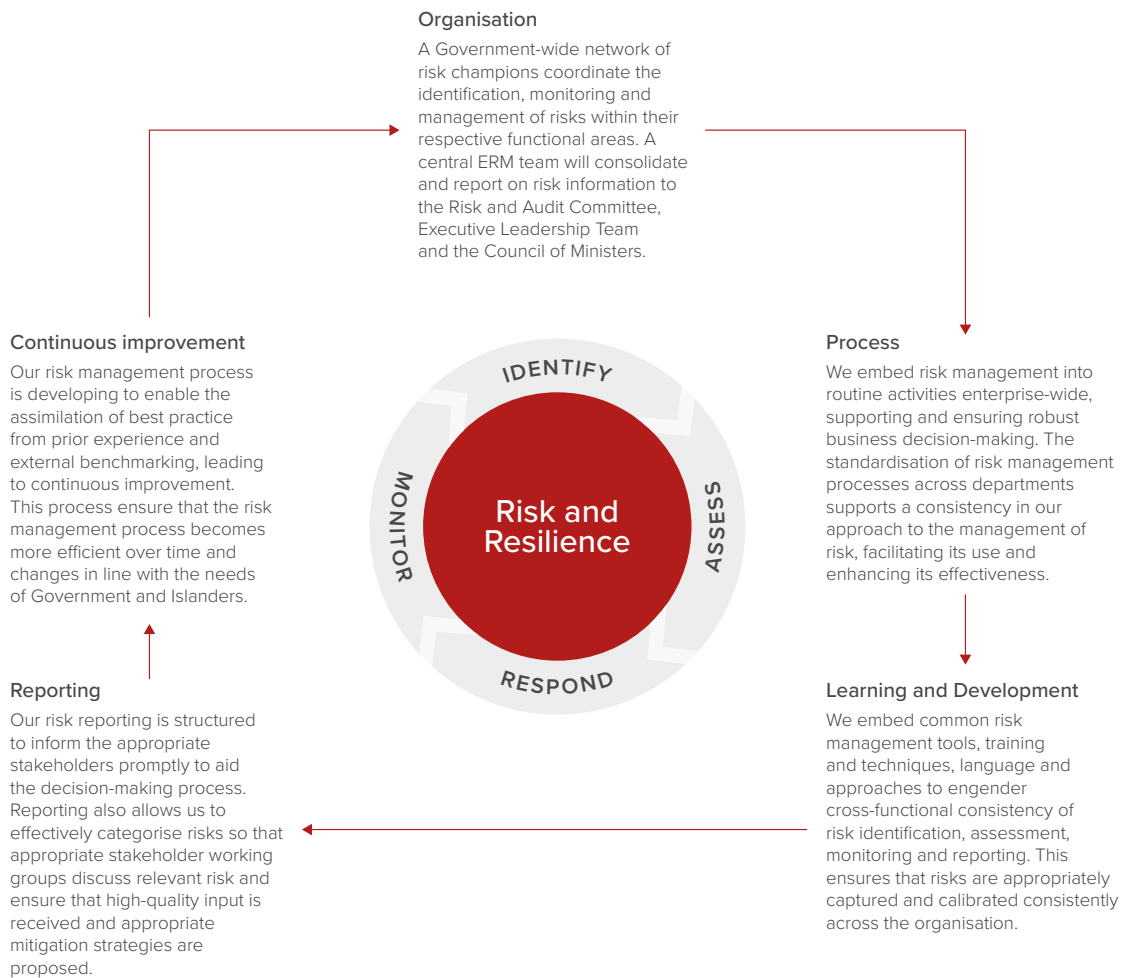 Organisation
A Government-wide network of
risk champions coordinate the
identification, monitoring and
management of risks within their
respective functional areas. A
central ERM team will consolidate
and report on risk information to
the Risk and Audit Committee,
Executive Leadership Team
and the Council of Ministers.
Process
We embed risk management into
routine activities enterprise-wide,
supporting and ensuring robust
business decision-making. The
standardisation of risk management
processes across departments
supports a consistency in our
approach to the management of
risk, facilitating its use and
enhancing its effectiveness.
Learning and Development
We embed common risk
management tools, training
and techniques, language and
approaches to engender
cross-functional consistency of
risk identification, assessment,
monitoring and reporting. This
ensures that risks are appropriately
captured and calibrated consistently
across the organisation.
Reporting
Our risk reporting is structured
to inform the appropriate
stakeholders promptly to aid
the decision-making process.
Reporting also allows us to
effectively categorise risks so that
appropriate stakeholder working
groups discuss relevant risk and
ensure that high-quality input is
received and appropriate
mitigation strategies are
proposed.
Continuous improvement
Our risk management process
is developing to enable the
assimilation of best practice
from prior experience and
external benchmarking, leading
to continuous improvement.
This process ensure that the risk
management process becomes
more efficient over time and
changes in line with the needs
of Government and Islanders.
IDENTIFY
ASSESS
RESPOND
MONITOR
Risk and
Resilience